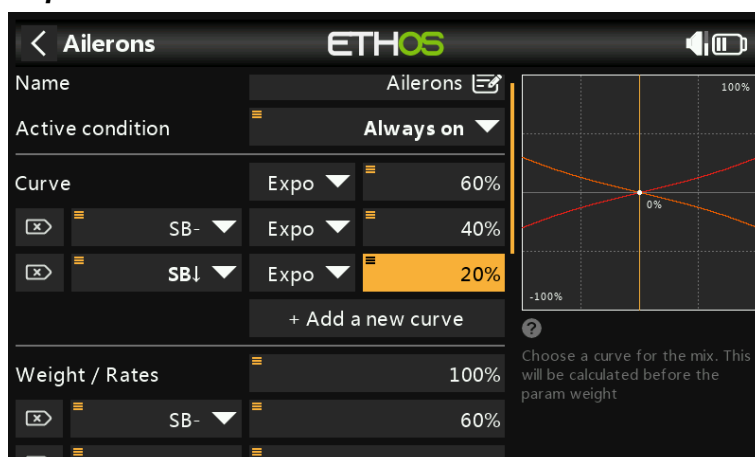 Ailerons
ETHOS
Name Ailerons
Active condition Always on
Curve Expo 60%
SB- Expo 40%
SB↓ Expo 20%
+ Add a new curve
Weight / Rates 100%
SB- 60%
100%
0%
-100%
?
Choose a curve for the mix. This
will be calculated before the
param weight